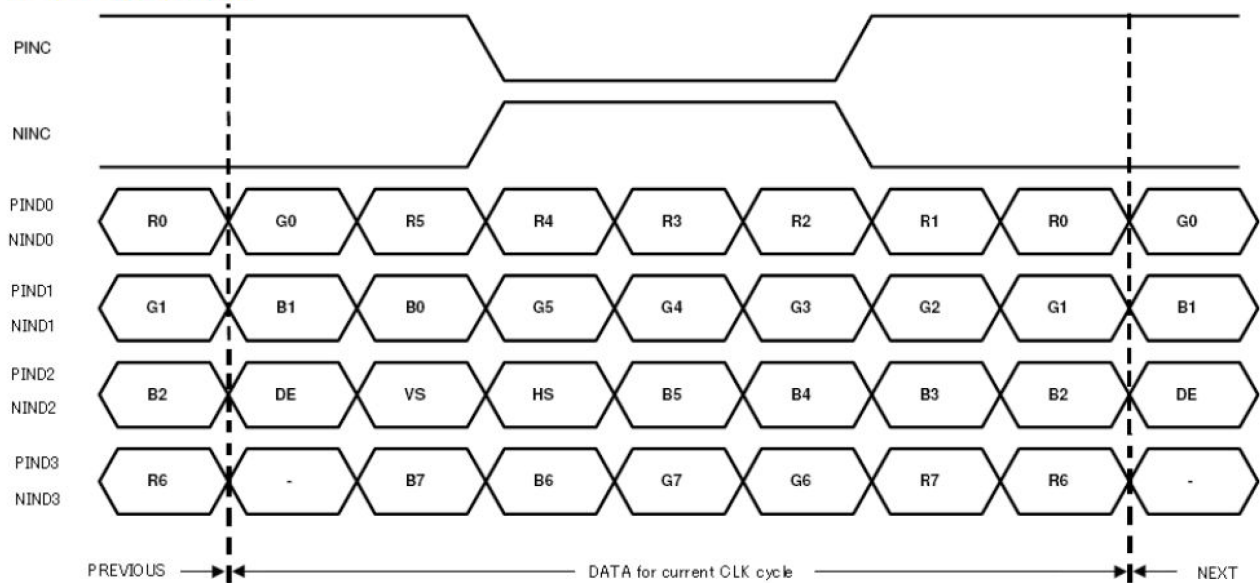 PINC
NINC
PIND0
NIND0
R0 G0 R5 R4 R3 R2 R1 R0 G0
PIND1
NIND1
G1 B1 B0 G5 G4 G3 G2 G1 B1
PIND2
NIND2
B2 DE VS HS B5 B4 B3 B2 DE
PIND3
NIND3
R6 - B7 B6 G7 G6 R7 R6 -
PREVIOUS DATA for current CLK cycle NEXT